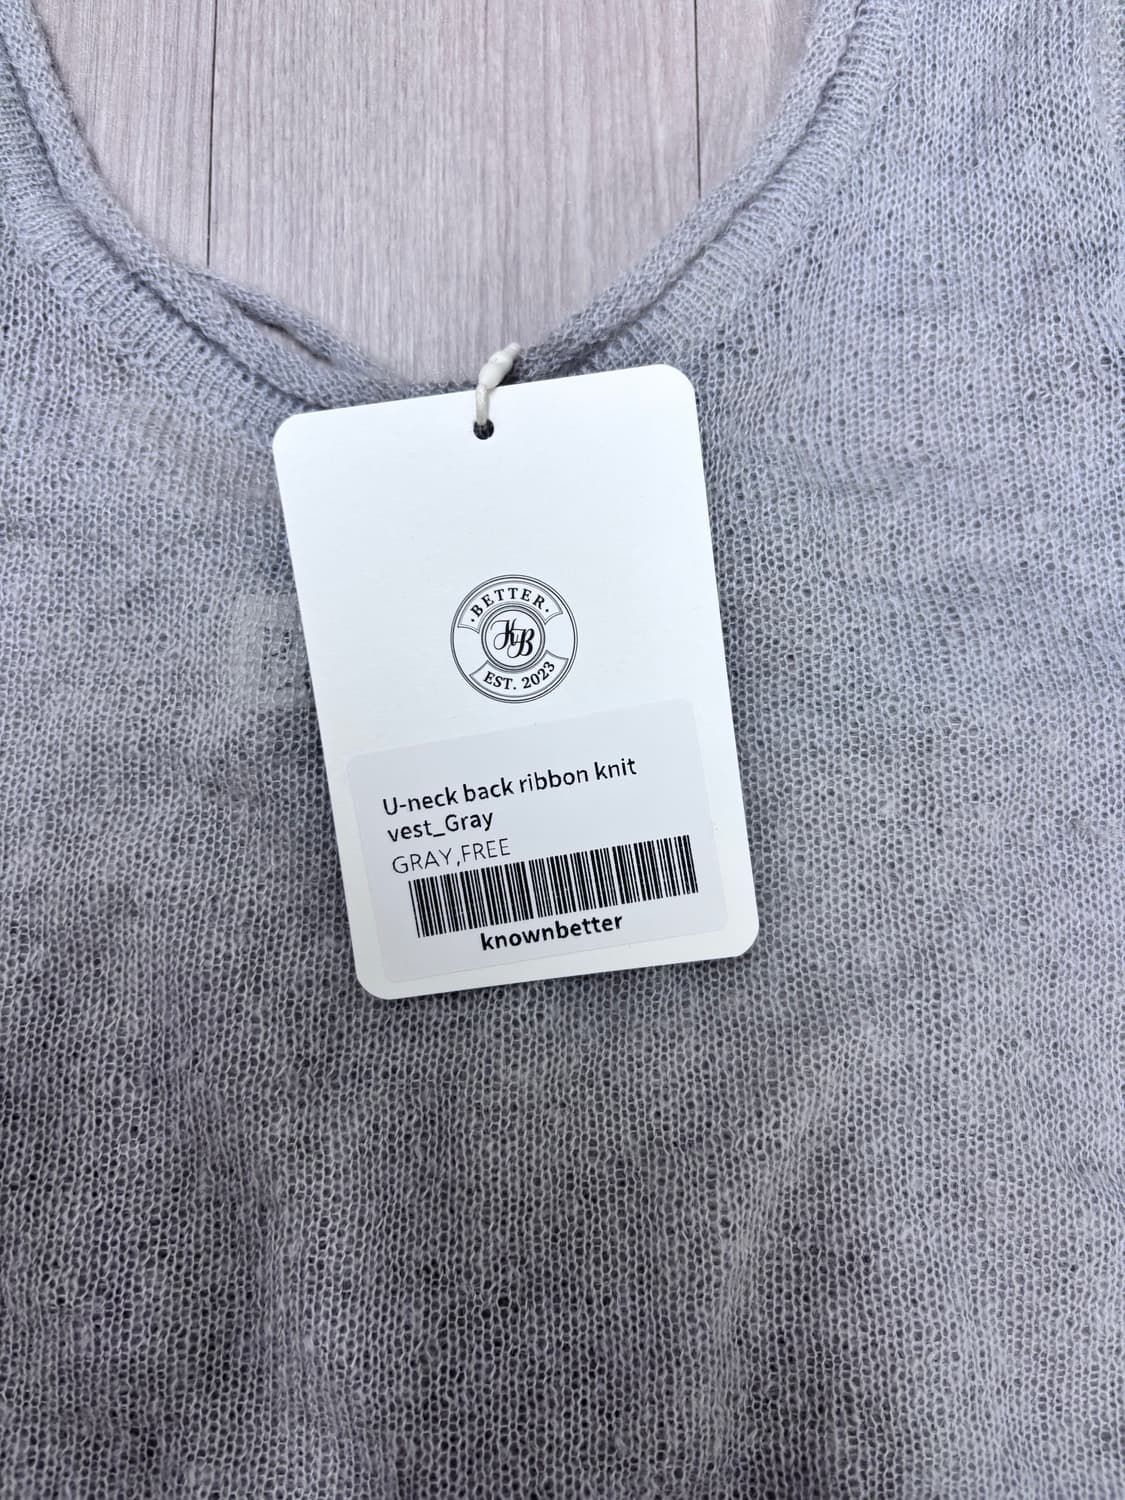 BETTER
KB
EST. 2023
U-neck back ribbon knit
vest_Gray
GRAY,FREE
knownbetter